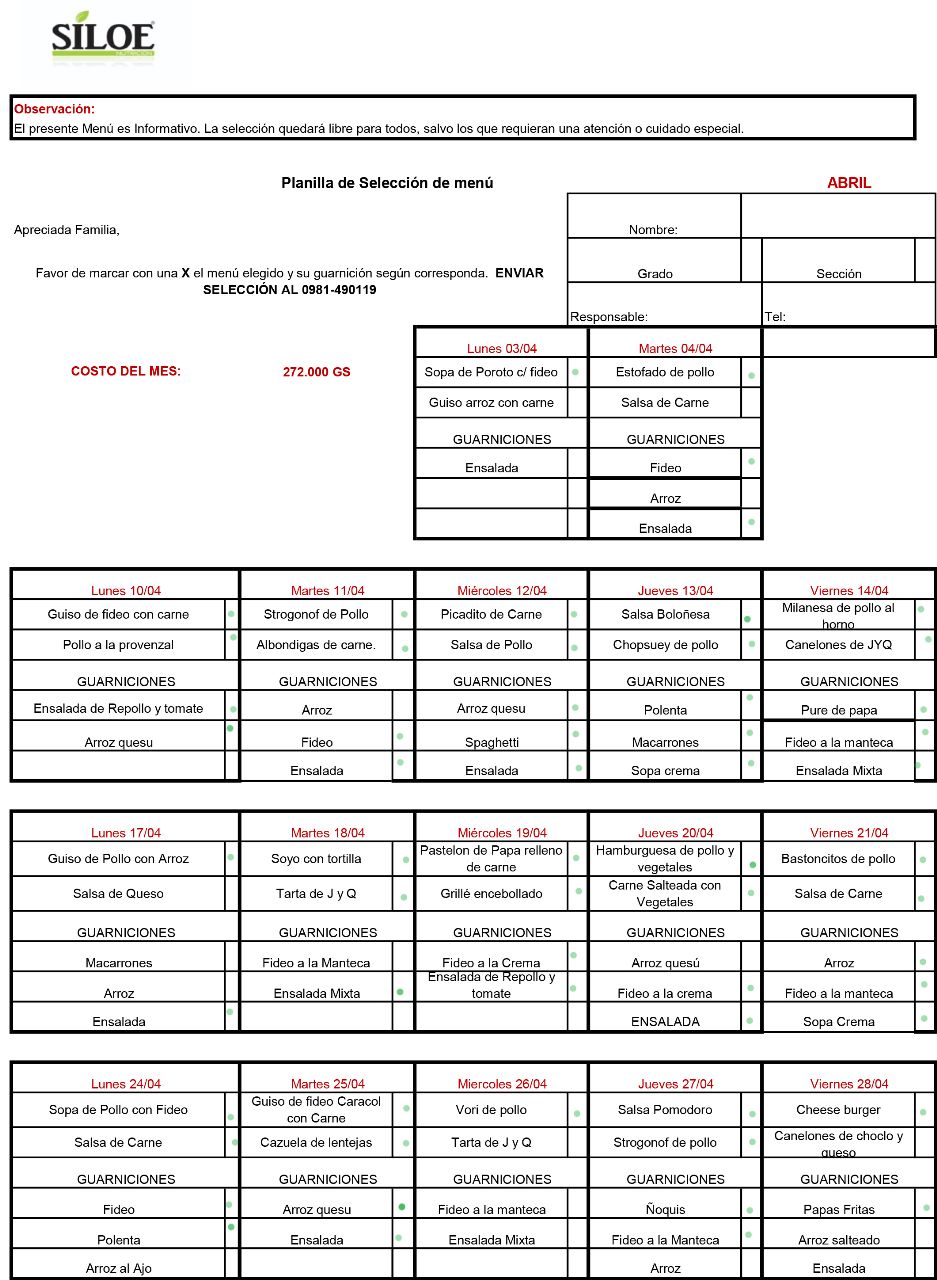 SILOE
NUTRICION
Observación:
El presente Menú es Informativo. La selección quedará libre para todos, salvo los que requieran una atención o cuidado especial.
Planilla de Selección de menú
ABRIL
Apreciada Familia,
Nombre:
Favor de marcar con una X el menú elegido y su guarnición según corresponda. ENVIAR
SELECCIÓN AL 0981-490119
Grado
Sección
Responsable:
Tel:
COSTO DEL MES:
272.000 GS
Lunes 03/04
Martes 04/04
Sopa de Poroto c/ fideo
Estofado de pollo
Guiso arroz con carne
Salsa de Carne
GUARNICIONES
GUARNICIONES
Ensalada
Fideo
Arroz
Ensalada
Lunes 10/04
Martes 11/04
Miércoles 12/04
Jueves 13/04
Viernes 14/04
Guiso de fideo con carne
Strogonof de Pollo
Picadito de Carne
Salsa Boloñesa
Milanesa de pollo al
horno
Pollo a la provenzal
Albondigas de carne.
Salsa de Pollo
Chopsuey de pollo
Canelones de JYQ
GUARNICIONES
GUARNICIONES
GUARNICIONES
GUARNICIONES
GUARNICIONES
Ensalada de Repollo y tomate
Arroz
Arroz quesu
Polenta
Pure de papa
Arroz quesu
Fideo
Spaghetti
Macarrones
Fideo a la manteca
Ensalada
Ensalada
Sopa crema
Ensalada Mixta
Lunes 17/04
Martes 18/04
Miércoles 19/04
Jueves 20/04
Viernes 21/04
Guiso de Pollo con Arroz
Soyo con tortilla
Pastelon de Papa relleno
de carne
Hamburguesa de pollo y
vegetales
Bastoncitos de pollo
Salsa de Queso
Tarta de J y Q
Grillé encebollado
Carne Salteada con
Vegetales
Salsa de Carne
GUARNICIONES
GUARNICIONES
GUARNICIONES
GUARNICIONES
GUARNICIONES
Macarrones
Fideo a la Manteca
Fideo a la Crema
Arroz quesú
Arroz
Arroz
Ensalada Mixta
Ensalada de Repollo y
tomate
Fideo a la crema
Fideo a la manteca
Ensalada
ENSALADA
Sopa Crema
Lunes 24/04
Martes 25/04
Miercoles 26/04
Jueves 27/04
Viernes 28/04
Sopa de Pollo con Fideo
Guiso de fideo Caracol
con Carne
Vori de pollo
Salsa Pomodoro
Cheese burger
Salsa de Carne
Cazuela de lentejas
Tarta de J y Q
Strogonof de pollo
Canelones de choclo y
queso
GUARNICIONES
GUARNICIONES
GUARNICIONES
GUARNICIONES
GUARNICIONES
Fideo
Arroz quesu
Fideo a la manteca
Ñoquis
Papas Fritas
Polenta
Ensalada
Ensalada Mixta
Fideo a la Manteca
Arroz salteado
Arroz al Ajo
Arroz
Ensalada